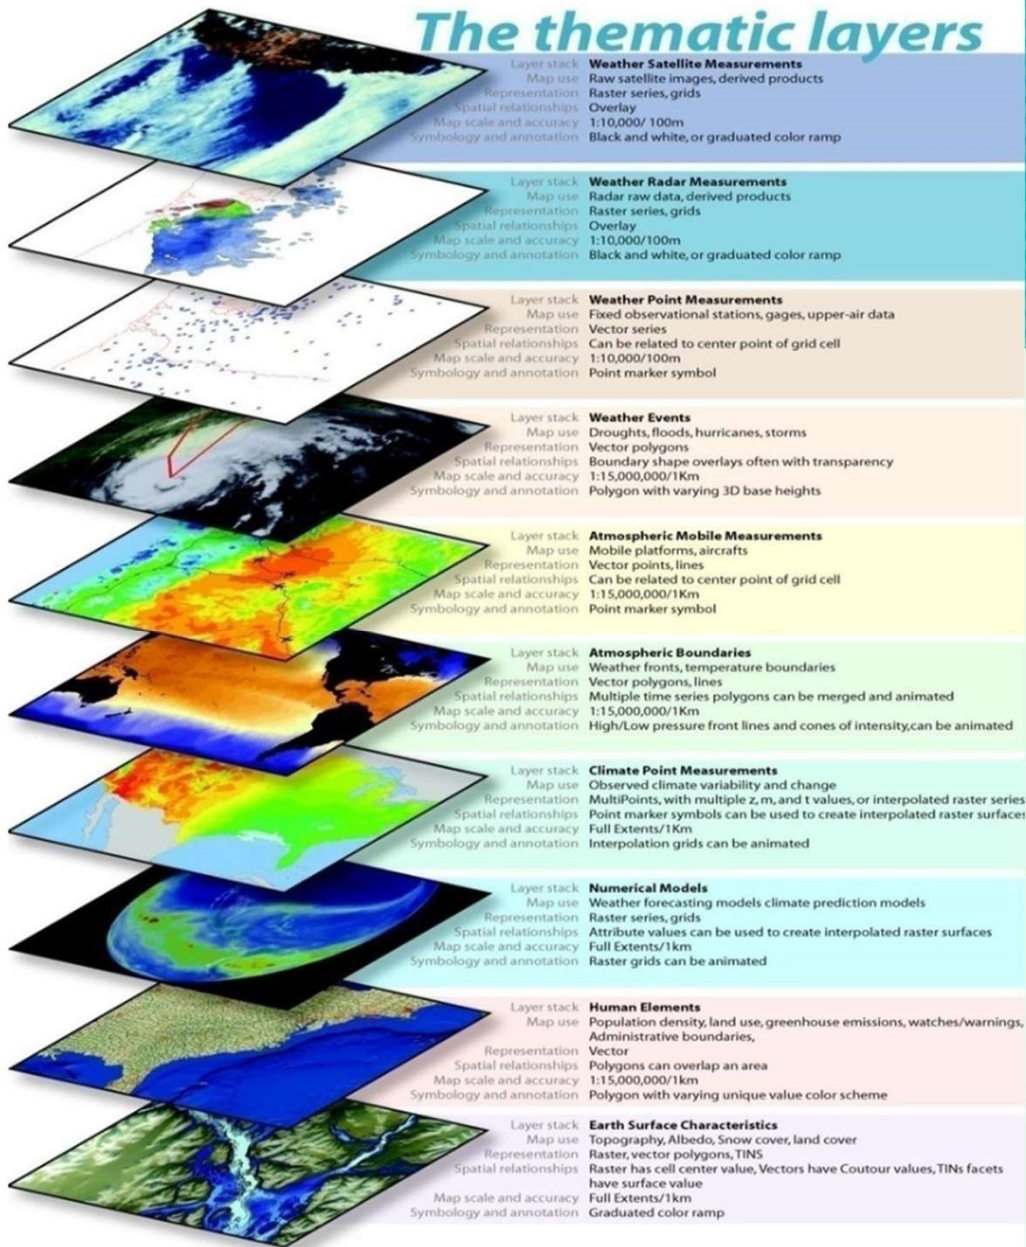 The thematic layers
Layer stack Weather Satellite Measurements
Map use Raw satellite images, derived products
Representation Raster series, grids
Spatial relationships Overlay
Map scale and accuracy 1:10,000/ 100m
Symbology and annotation Black and white, or graduated color ramp
Layer stack Weather Radar Measurements
Map use Radar raw data, derived products
Representation Raster series, grids
Spatial relationships Overlay
Map scale and accuracy 1:10,000/100m
Symbology and annotation Black and white, or graduated color ramp
Layer stack Weather Point Measurements
Map use Fixed observational stations, gages, upper-air data
Representation Vector series
Spatial relationships Can be related to center point of grid cell
Map scale and accuracy 1:10,000/100m
Symbology and annotation Point marker symbol
Layer stack Weather Events
Map use Droughts, floods, hurricanes, storms
Representation Vector polygons
Spatial relationships Boundary shape overlays often with transparency
Map scale and accuracy 1:15,000,000/1Km
Symbology and annotation Polygon with varying 3D base heights
Layer stack Atmospheric Mobile Measurements
Map use Mobile platforms, aircrafts
Representation Vector points, lines
Spatial relationships Can be related to center point of grid cell
Map scale and accuracy 1:15,000,000/1Km
Symbology and annotation Point marker symbol
Layer stack Atmospheric Boundaries
Map use Weather fronts, temperature boundaries
Representation Vector polygons, lines
Spatial relationships Multiple time series polygons can be merged and animated
Map scale and accuracy 1:15,000,000/1Km
Symbology and annotation High/Low pressure front lines and cones of intensity,can be animated
Layer stack Climate Point Measurements
Map use Observed climate variability and change
Representation MultiPoints, with multiple z, m, and t values, or interpolated raster series
Spatial relationships Point marker symbols can be used to create interpolated raster surfaces
Map scale and accuracy Full Extents/1Km
Symbology and annotation Interpolation grids can be animated
Layer stack Numerical Models
Map use Weather forecasting models climate prediction models
Representation Raster series, grids
Spatial relationships Attribute values can be used to create interpolated raster surfaces
Map scale and accuracy Full Extents/1km
Symbology and annotation Raster grids can be animated
Layer stack Human Elements
Map use Population density, land use, greenhouse emissions, watches/warnings,
Administrative boundaries,
Representation Vector
Spatial relationships Polygons can overlap an area
Map scale and accuracy 1:15,000,000/1km
Symbology and annotation Polygon with varying unique value color scheme
Layer stack Earth Surface Characteristics
Map use Topography, Albedo, Snow cover, land cover
Representation Raster, vector polygons, TINS
Spatial relationships Raster has cell center value, Vectors have Coutour values, TINs facets
have surface value
Map scale and accuracy Full Extents/1km
Symbology and annotation Graduated color ramp